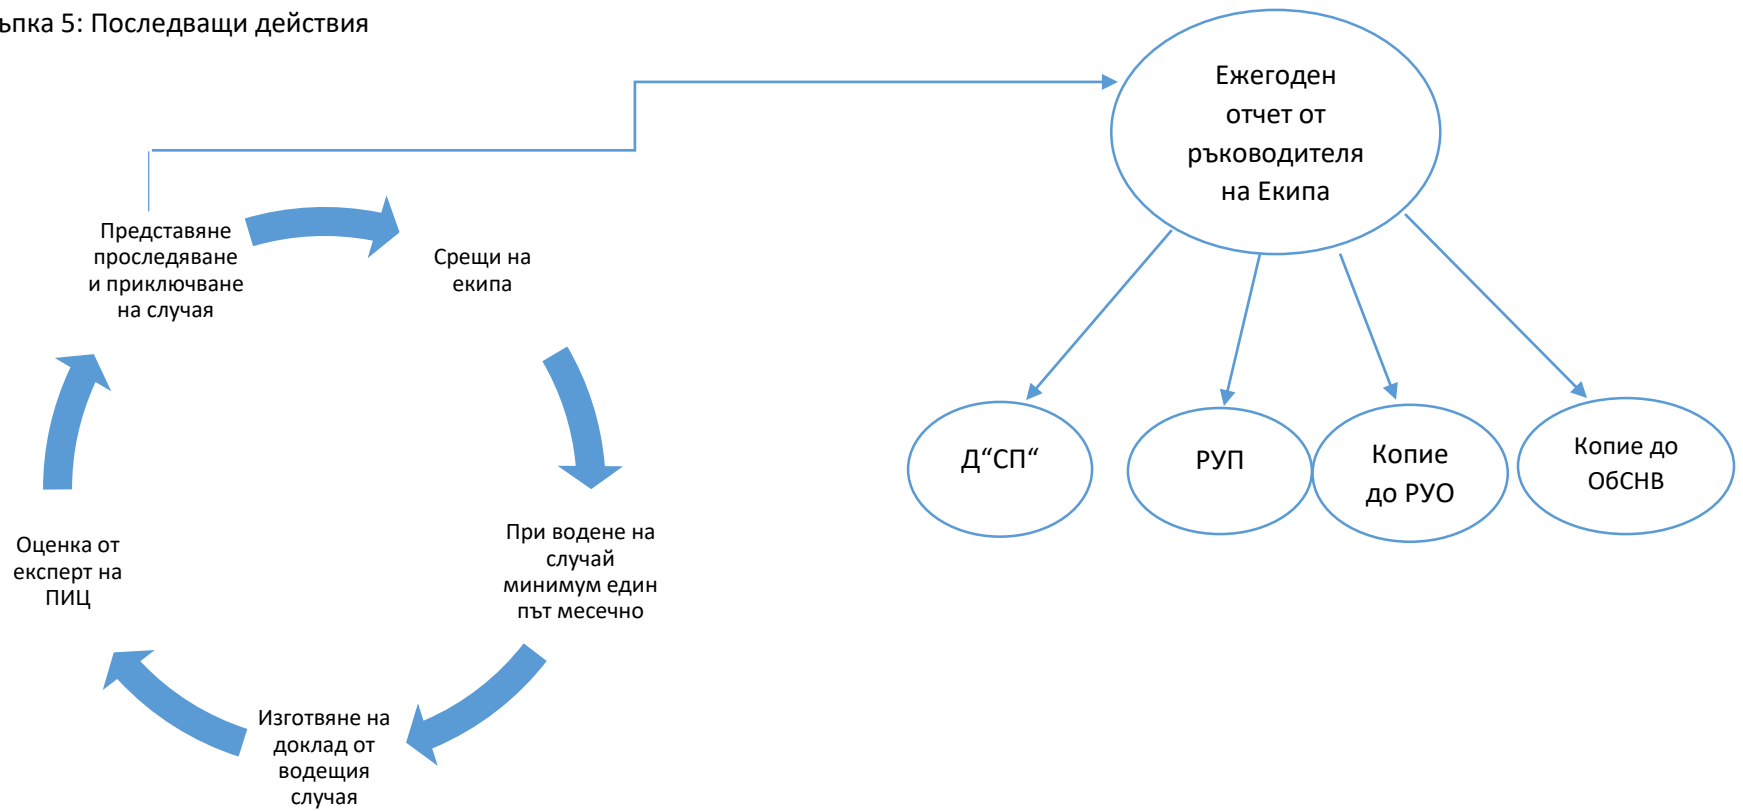 ъпка 5: Последващи действия
Ежегоден
отчет от
ръководителя
на Екипа
Представяне
проследяване
и приключване
на случая
Срещи на
екипа
При водене на
случай
минимум един
път месечно
Изготвяне на
доклад от
водещия
случая
Оценка от
експерт на
ПИЦ
Д“СП“
РУП
Копие
до РУО
Копие до
ОбСНВ